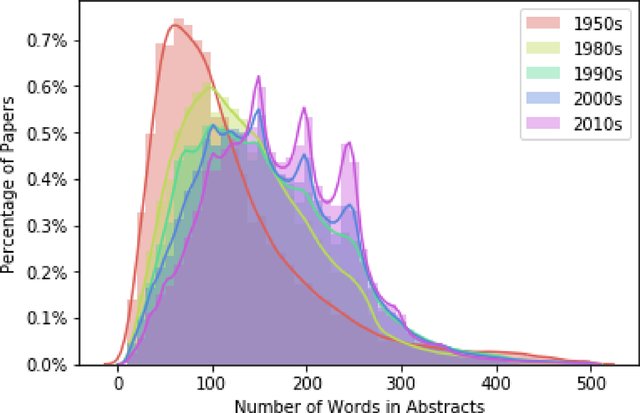 0.7%
0.6%
0.5%
0.4%
0.3%
0.2%
0.1%
0.0%
Percentage of Papers
1950s
1980s
1990s
2000s
2010s
0 100 200 300 400 500
Number of Words in Abstracts